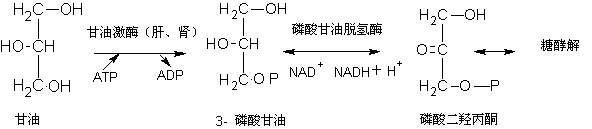 H₂C—OH
HO—CH
H₂C·OH
甘油
甘油激酶（肝、肾）
ATP
ADP
H₂C—OH
HO—CH
H₂C·O P
3- 磷酸甘油
磷酸甘油脱氢酶
NAD⁺ NADH＋H⁺
H₂C—OH
O=C
H₂C—O—P
磷酸二羟丙酮
糖酵解